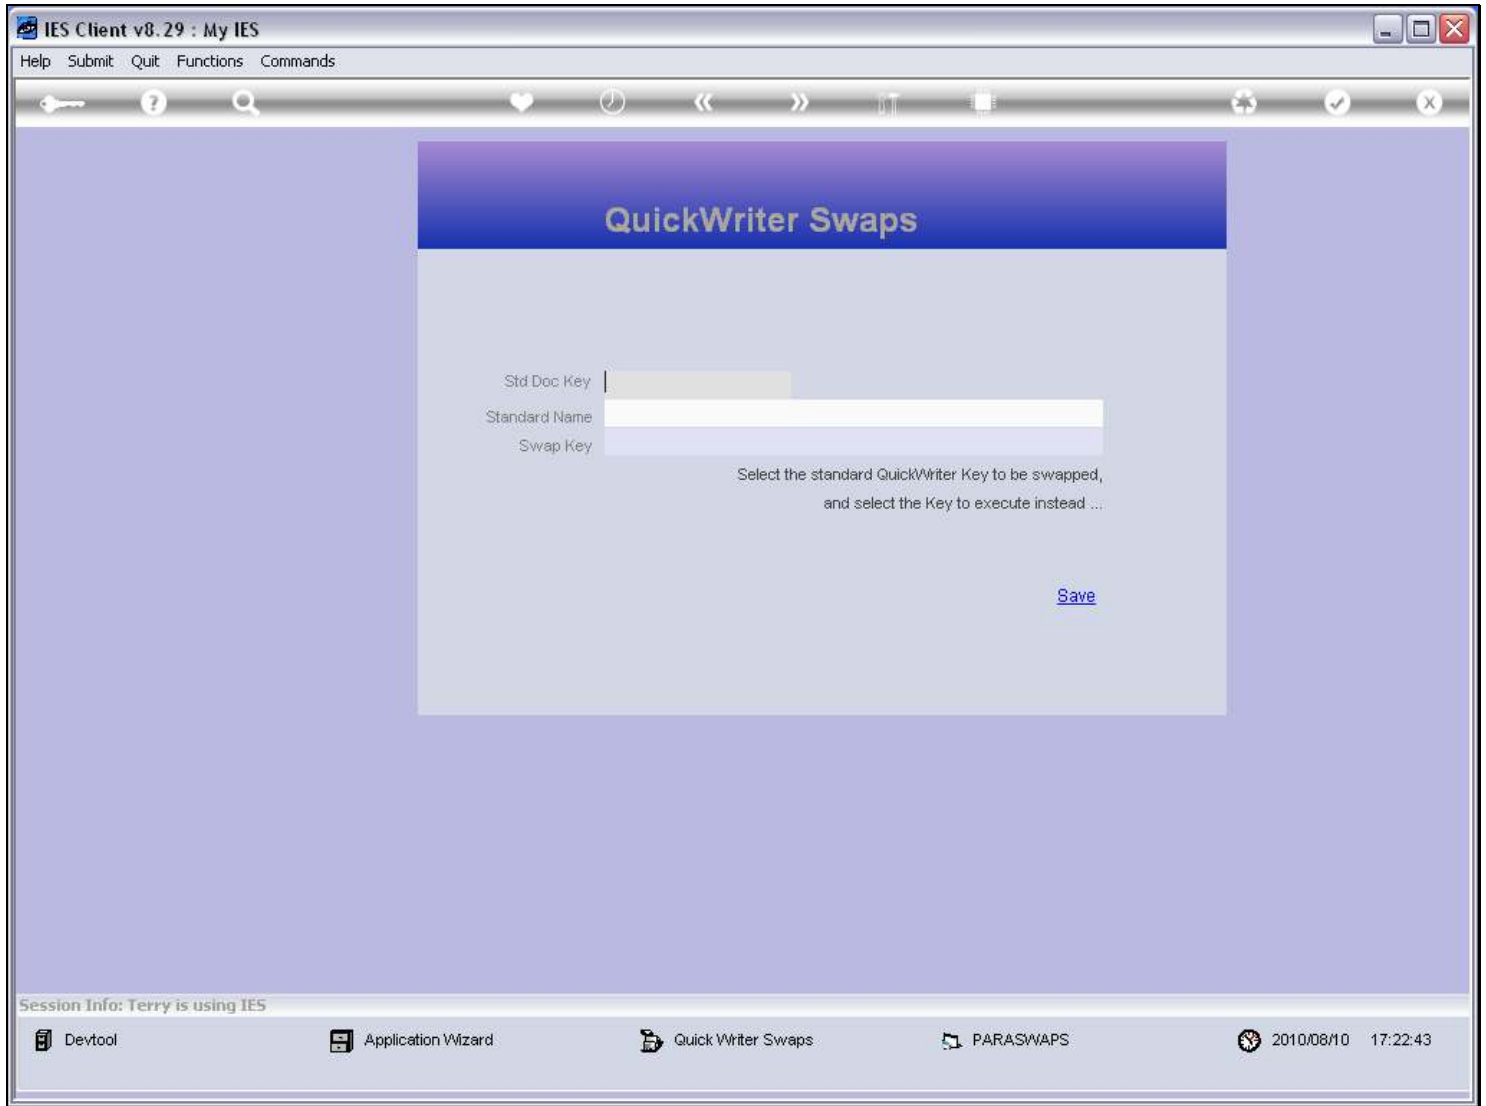 IES Client v8.29 : My IES
Help Submit Quit Functions Commands
QuickWriter Swaps
Std Doc Key
Standard Name
Swap Key
Select the standard QuickWriter Key to be swapped,
and select the Key to execute instead ...
Save
Session Info: Terry is using IES
Devtool Application Wizard Quick Writer Swaps PARASWAPS 2010/08/10 17:22:43